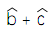 b̂ + ĉ